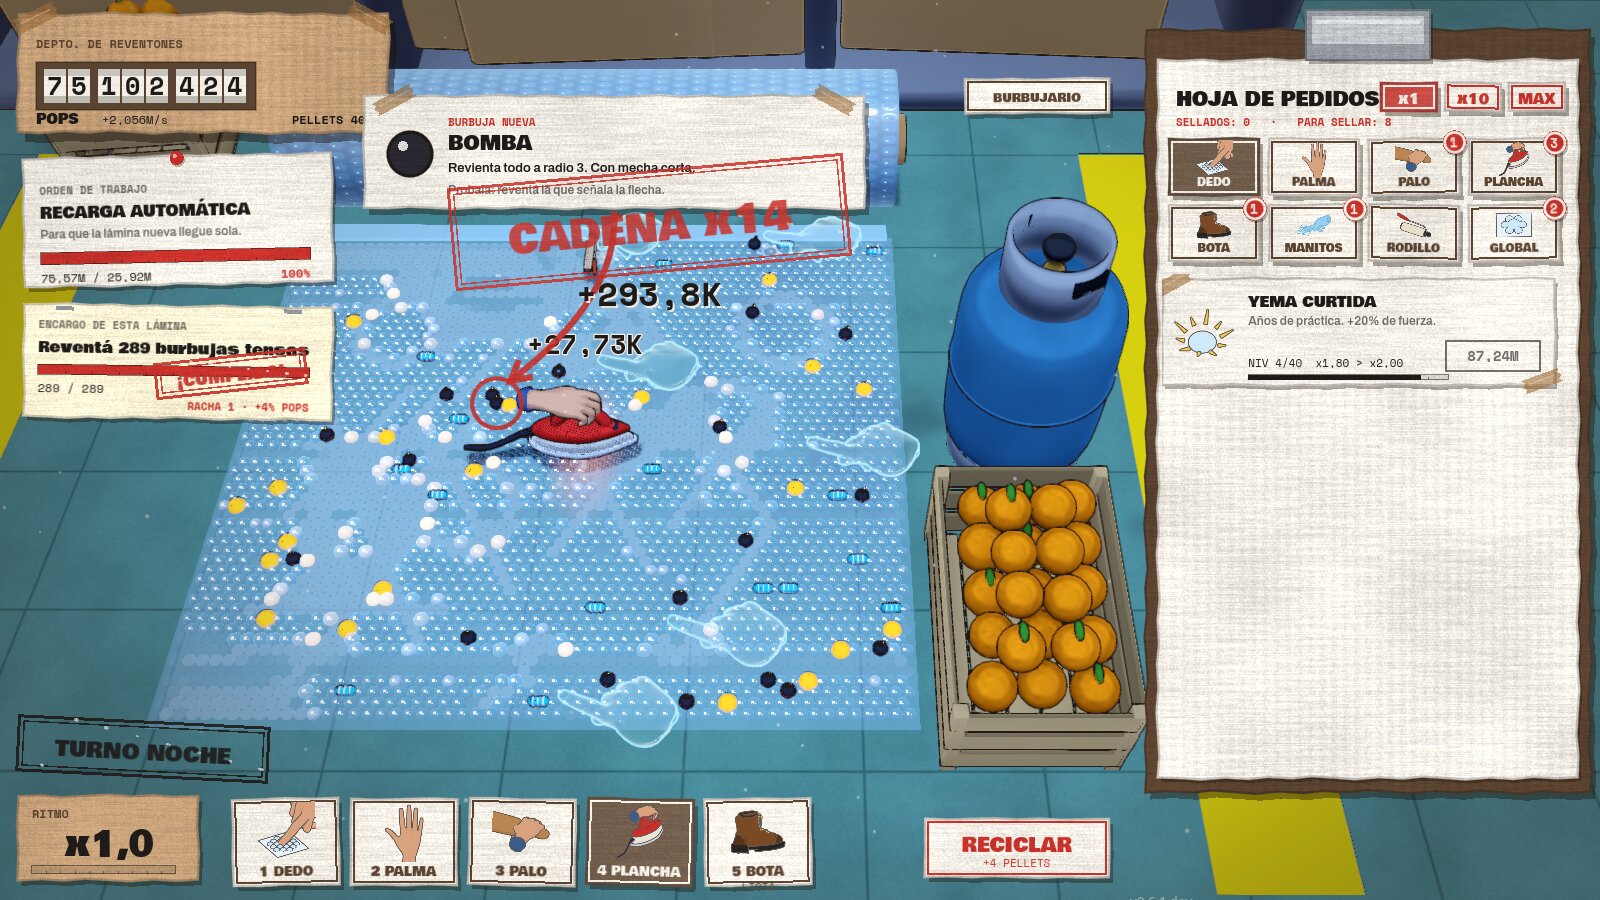 DEPTO. DE REVENTONES
75102424
POPS +2,056M/s PELLETS 40
ORDEN DE TRABAJO
RECARGA AUTOMÁTICA
Para que la lámina nueva llegue sola.
75,57M / 25,92M 100%
ENCARGO DE ESTA LÁMINA
Reventá 289 burbujas tensas
289 / 289
RACHA 1 · +4% POPS
BURBUJA NUEVA
BOMBA
Revienta todo a radio 3. Con mecha corta.
Probala: reventá la que señala la flecha.
CADENA x14
+293,8K
+27,73K
BURBUJARIO
HOJA DE PEDIDOS
x1
x10
MAX
SELLADOS: 0 · PARA SELLAR: 8
DEDO
PALMA
1
PALO
3
PLANCHA
1
BOTA
1
MANITOS
RODILLO
2
GLOBAL
YEMA CURTIDA
Años de práctica. +20% de fuerza.
NIV 4/40 x1,80 > x2,00
87,24M
TURNO NOCHE
RITMO
x1,0
1 DEDO
2 PALMA
3 PALO
4 PLANCHA
5 BOTA
RECICLAR
+4 PELLETS